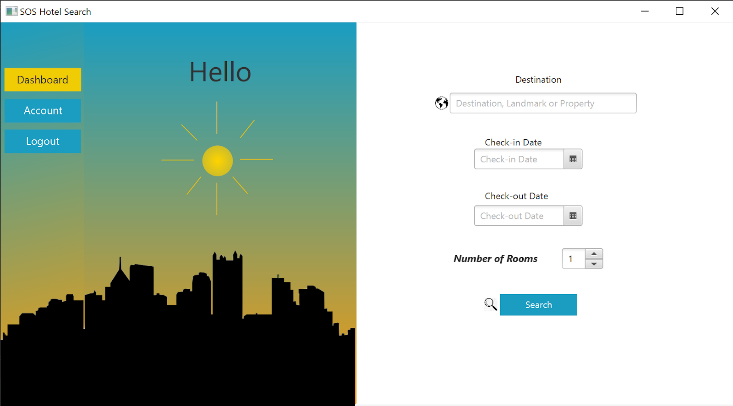 SOS Hotel Search
Dashboard
Account
Logout
Hello
Destination
Destination, Landmark or Property
Check-in Date
Check-in Date
Check-out Date
Check-out Date
Number of Rooms
1
Search